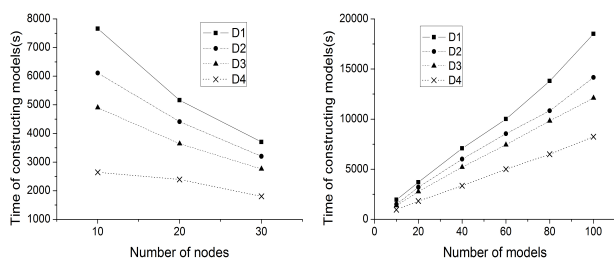 8000
7000
6000
5000
4000
3000
2000
1000
Time of constructing models(s)
D1
D2
D3
D4
10
20
30
Number of nodes
20000
15000
10000
5000
0
Time of constructing models(s)
D1
D2
D3
D4
0
20
40
60
80
100
Number of models